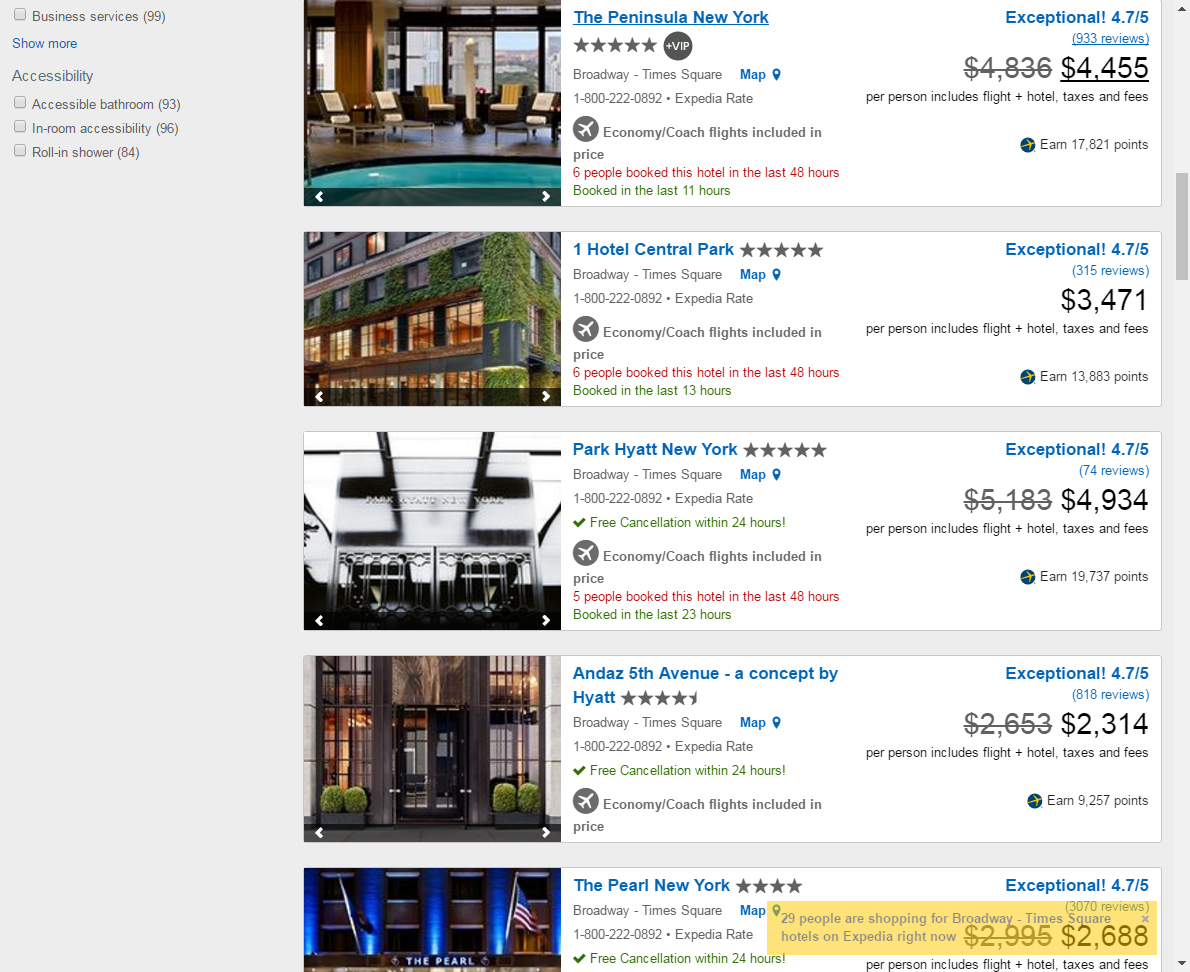 Business services (99)
Show more
Accessibility
Accessible bathroom (93)
In-room accessibility (96)
Roll-in shower (84)
The Peninsula New York
+VIP
Broadway - Times Square Map
1-800-222-0892 • Expedia Rate
Economy/Coach flights included in
price
6 people booked this hotel in the last 48 hours
Booked in the last 11 hours
Exceptional! 4.7/5
(933 reviews)
$4,836 $4,455
per person includes flight + hotel, taxes and fees
Earn 17,821 points
1 Hotel Central Park
Broadway - Times Square Map
1-800-222-0892 • Expedia Rate
Economy/Coach flights included in
price
6 people booked this hotel in the last 48 hours
Booked in the last 13 hours
Exceptional! 4.7/5
(315 reviews)
$3,471
per person includes flight + hotel, taxes and fees
Earn 13,883 points
PARK HYATT NEW YORK
Park Hyatt New York
Broadway - Times Square Map
1-800-222-0892 • Expedia Rate
Free Cancellation within 24 hours!
Economy/Coach flights included in
price
5 people booked this hotel in the last 48 hours
Booked in the last 23 hours
Exceptional! 4.7/5
(74 reviews)
$5,183 $4,934
per person includes flight + hotel, taxes and fees
Earn 19,737 points
Andaz 5th Avenue - a concept by
Hyatt
Broadway - Times Square Map
1-800-222-0892 • Expedia Rate
Free Cancellation within 24 hours!
Economy/Coach flights included in
price
Exceptional! 4.7/5
(818 reviews)
$2,653 $2,314
per person includes flight + hotel, taxes and fees
Earn 9,257 points
THE PEARL
The Pearl New York
Broadway - Times Square Map
1-800-222-0892 • Expedia Rate
Free Cancellation within 24 hours!
Exceptional! 4.7/5
(3070 reviews)
$2,995 $2,688
per person includes flight + hotel, taxes and fees
29 people are shopping for Broadway - Times Square
hotels on Expedia right now